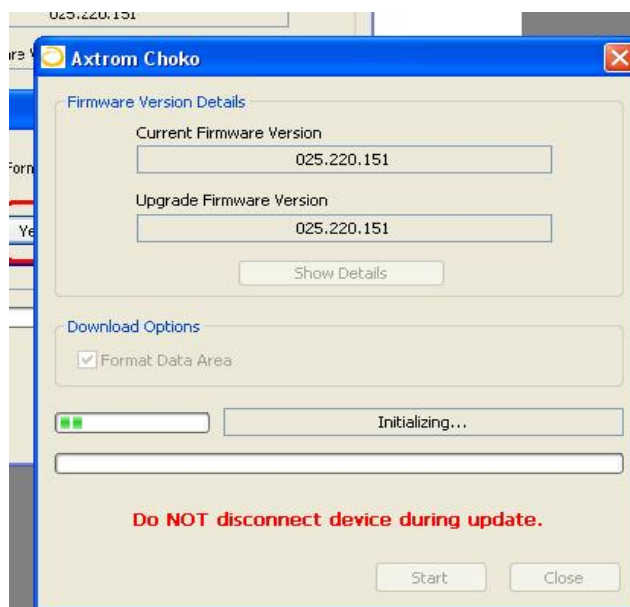 025.220.151
Axtrom Choko
Firmware Version Details
Current Firmware Version
025.220.151
Upgrade Firmware Version
025.220.151
Show Details
Download Options
Format Data Area
Initializing...
Do NOT disconnect device during update.
Start
Close